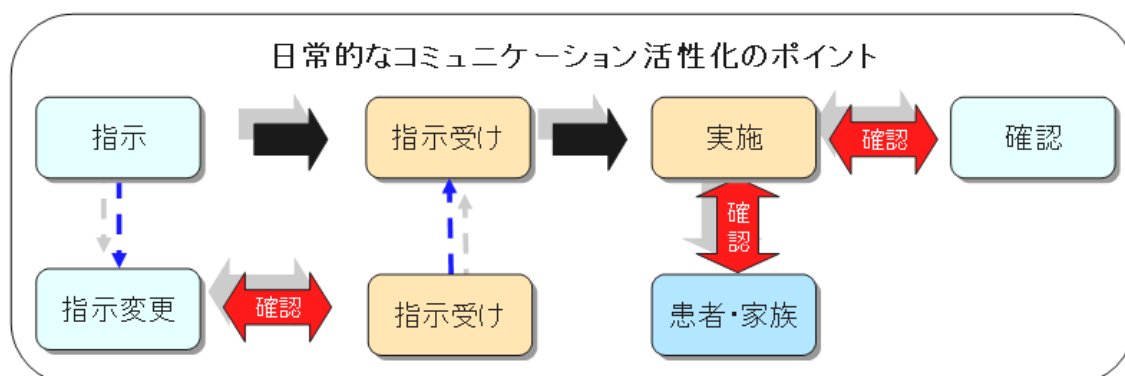 日常的なコミュニケーション活性化のポイント
指示
指示受け
実施
確認
確認
確認
指示変更
確認
指示受け
患者・家族